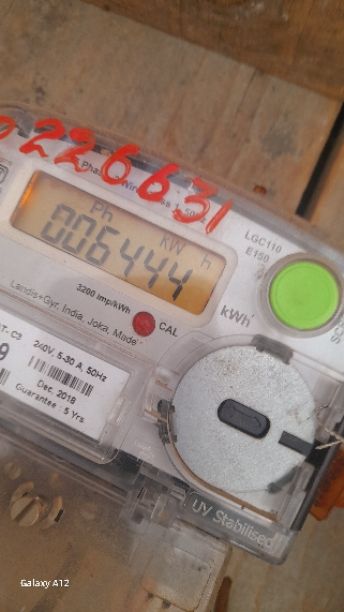 0226631
Ph kW h
006444
LGC110
E150
3200 imp/kWh
kWh
Landis+Gyr, India, Joka, Made
CAL
240V, 5-30 A, 50Hz
Dec. 2018
Guarantee : 5 Yrs.
UV Stabilised
Galaxy A12